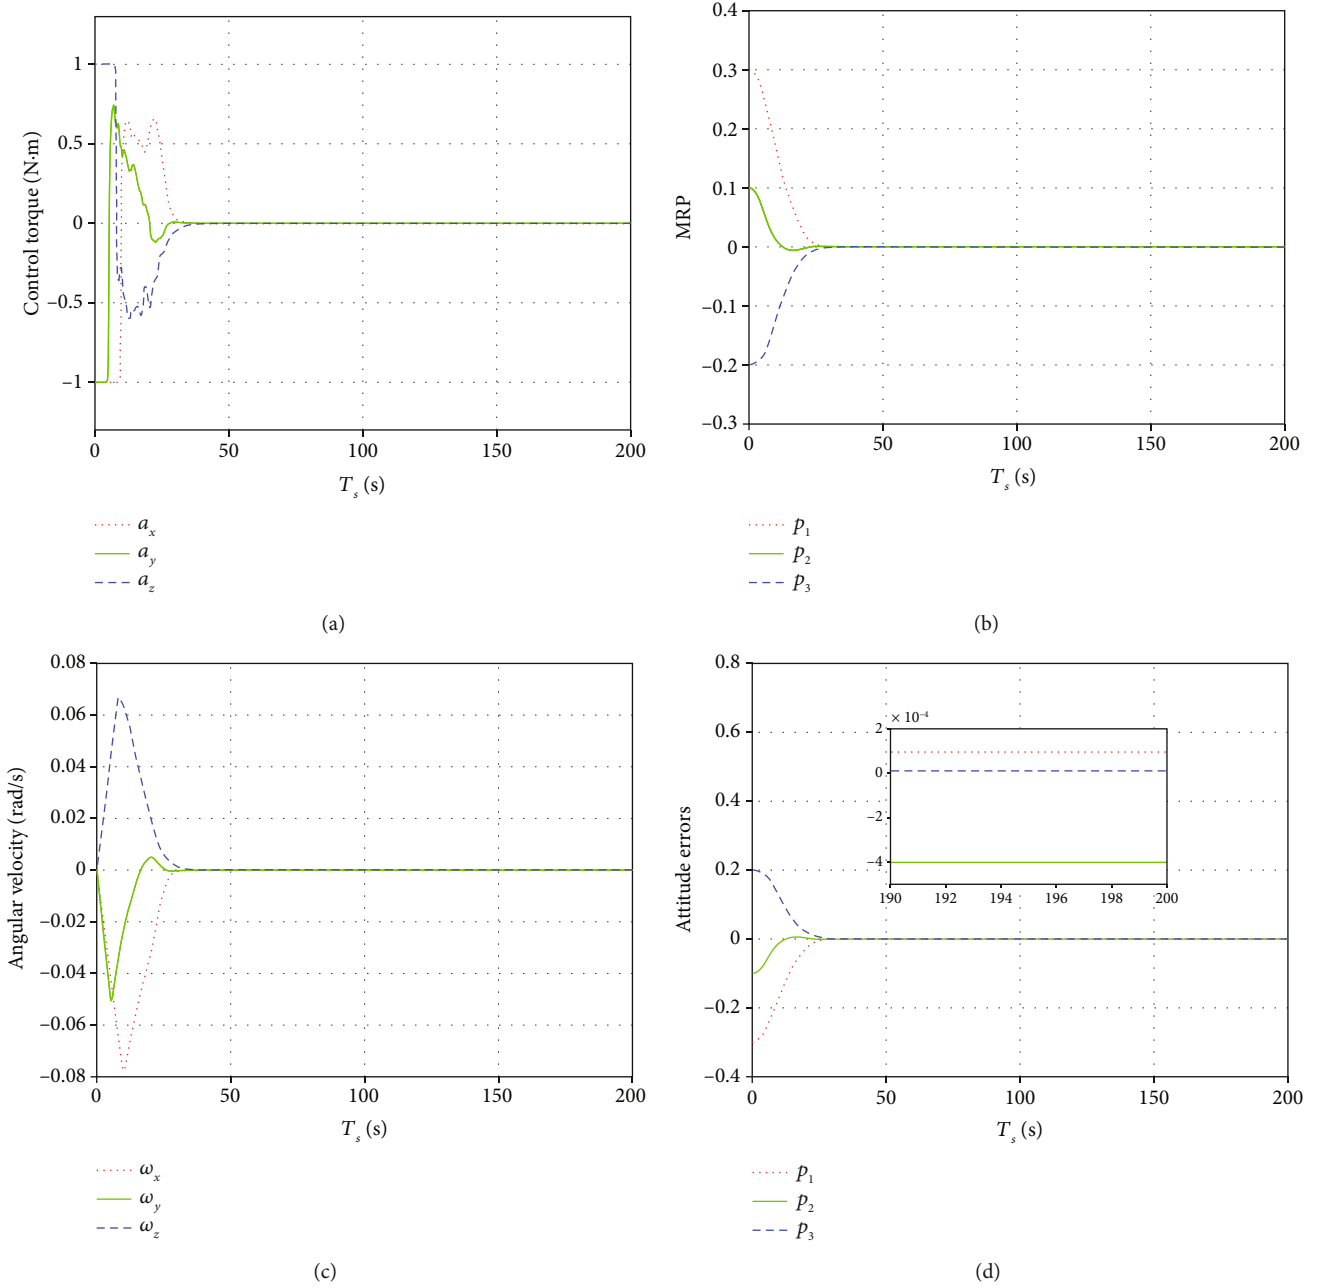 Control torque (N·m)
1
0.5
0
–0.5
–1
0 50 100 150 200
T_s (s)
a_x
a_y
a_z
(a)
MRP
0.4
0.3
0.2
0.1
0
–0.1
–0.2
–0.3
0 50 100 150 200
T_s (s)
p_1
p_2
p_3
(b)
Angular velocity (rad/s)
0.08
0.06
0.04
0.02
0
–0.02
–0.04
–0.06
–0.08
0 50 100 150 200
T_s (s)
ω_x
ω_y
ω_z
(c)
Attitude errors
0.8
0.6
0.4
0.2
0
–0.2
–0.4
0 50 100 150 200
× 10⁻⁴
2
0
–2
–4
190 192 194 196 198 200
T_s (s)
p_1
p_2
p_3
(d)